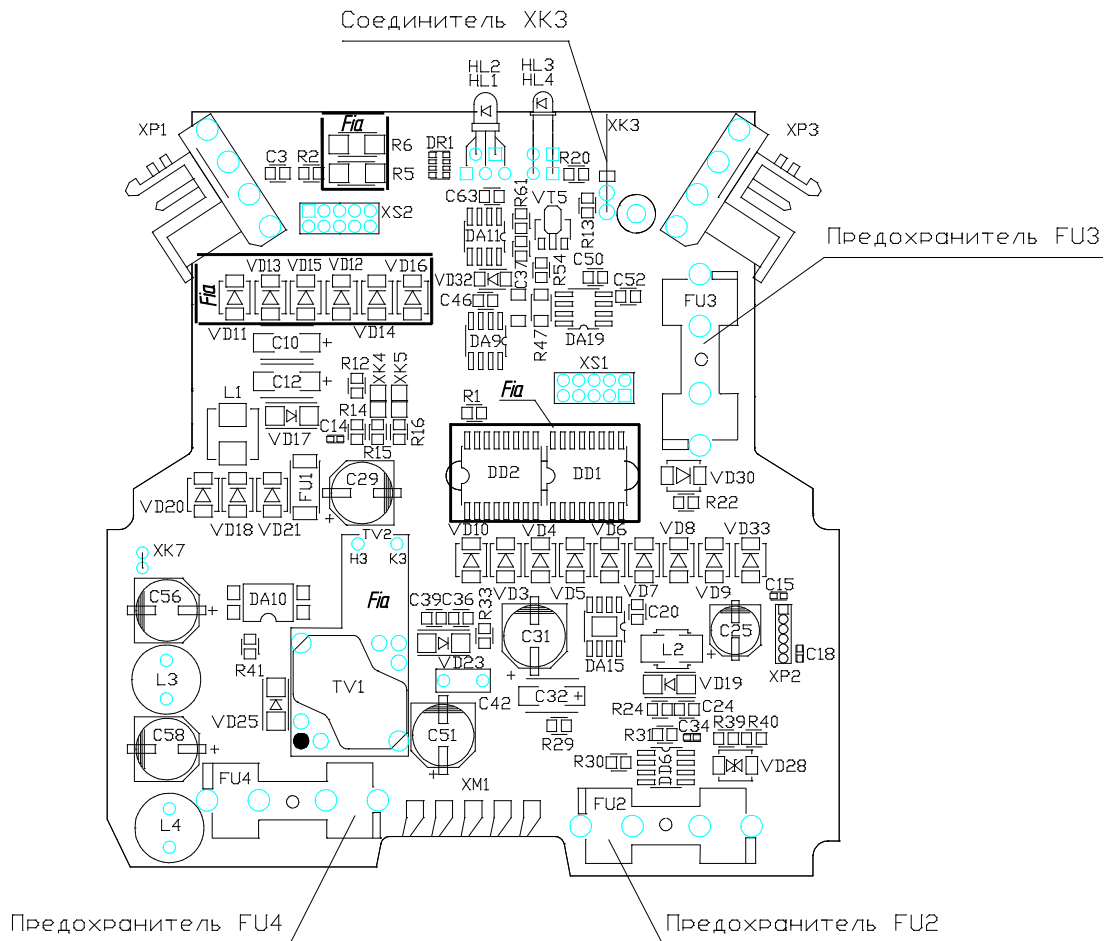 Соединитель XK3
HL2
HL1
HL3
HL4
XP1
Fia
R6
R5
DR1
XK3
XP3
C3
R2
R20
C63
R61
VT5
R13
XS2
DA11
Предохранитель FU3
VD13
VD15
VD12
VD16
Fia
VD32
C37
R54
C50
C52
C46
FU3
VD11
VD14
C10
DA9
R47
DA19
R12
XK4
XK5
XS1
C12
L1
Fia
R1
R14
C14
VD17
R15
R16
DD2
DD1
C29
FU1
VD30
R22
VD20
VD18
VD21
TV2
VD10
VD4
VD6
VD8
VD33
H3
K3
XK7
VD3
VD5
VD7
VD9
C15
C56
DA10
Fia
C39
C36
R33
C31
C20
C25
DA15
L2
C18
R41
VD23
XP2
L3
TV1
C42
C32
VD19
VD25
R24
C24
C58
C51
R29
R31
C34
R39
R40
R30
DD6
VD28
FU4
XM1
FU2
L4
Предохранитель FU4
Предохранитель FU2